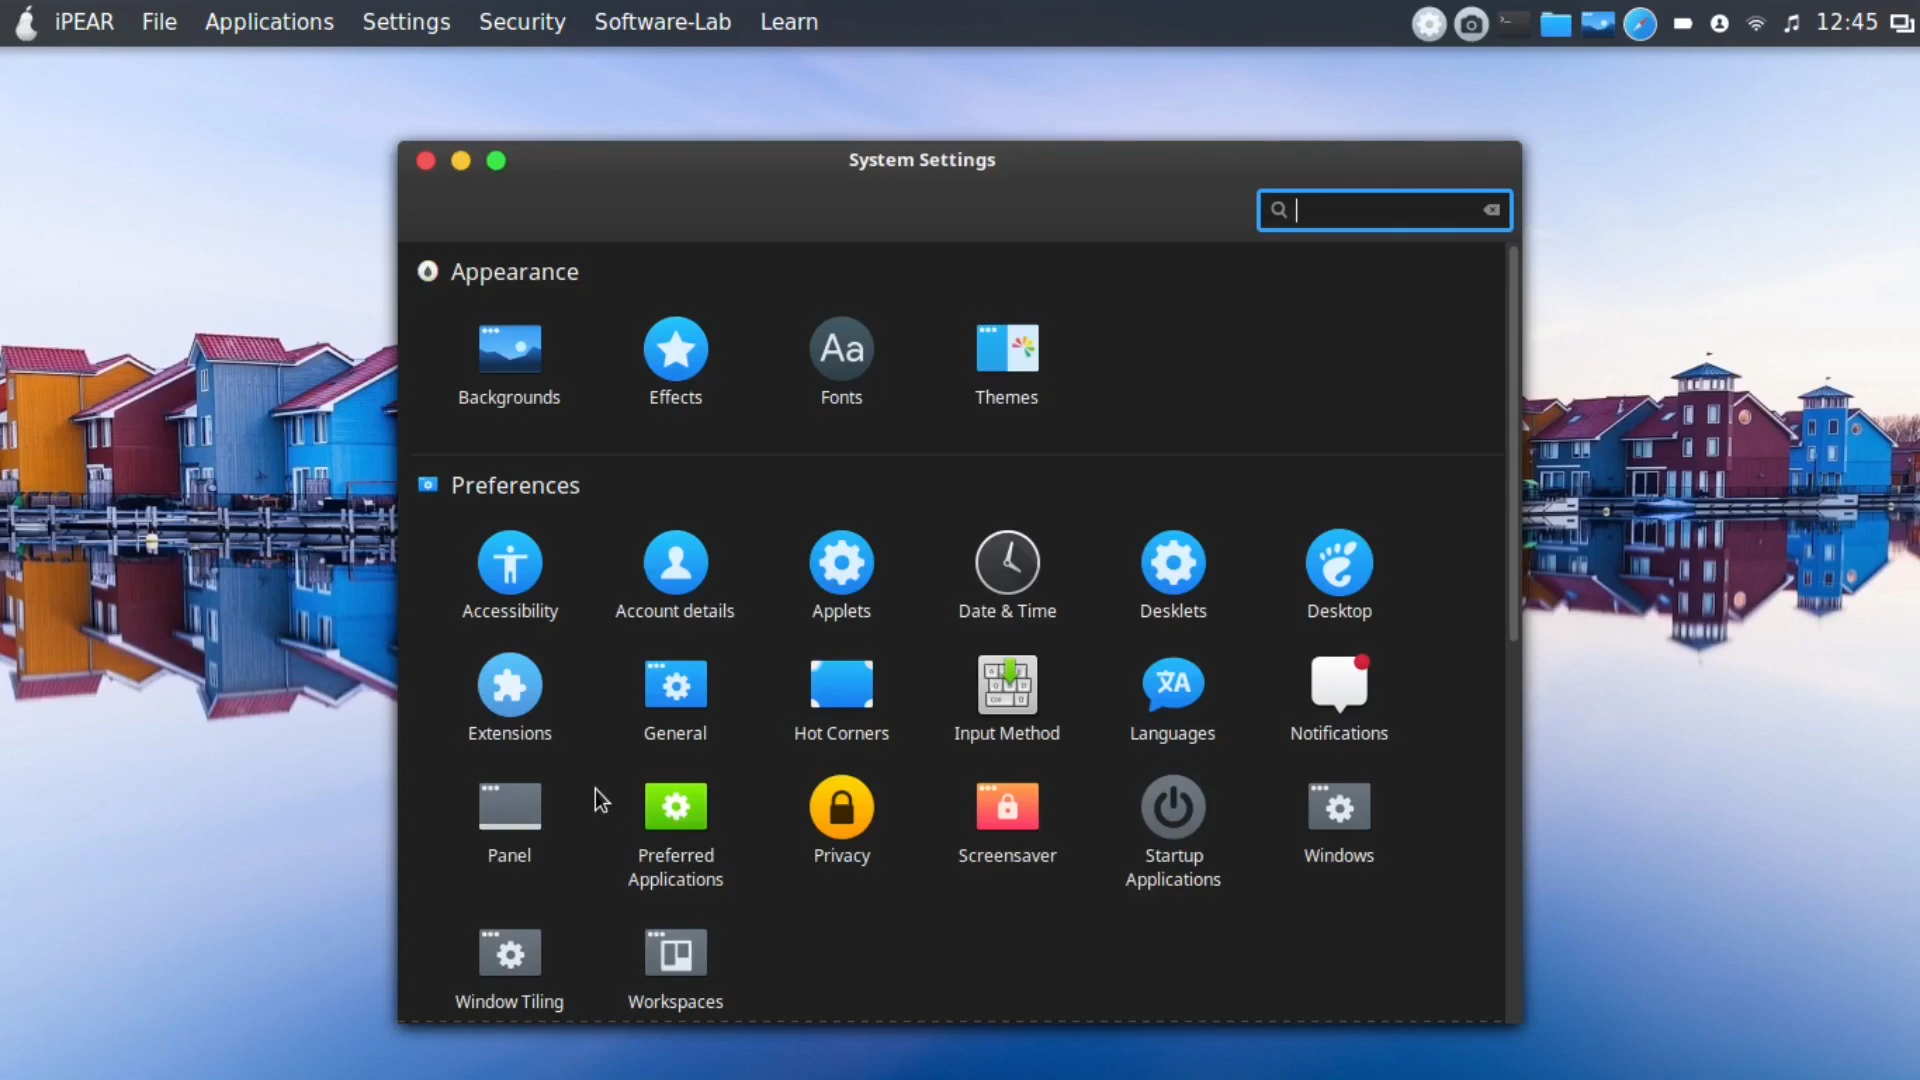 iPEAR File Applications Settings Security Software-Lab Learn 12:45
System Settings
Appearance
Backgrounds Effects Fonts Themes
Aa
Preferences
Accessibility Account details Applets Date & Time Desklets Desktop
Extensions General Hot Corners Input Method Languages Notifications
Panel Preferred Applications Privacy Screensaver Startup Applications Windows
Window Tiling Workspaces